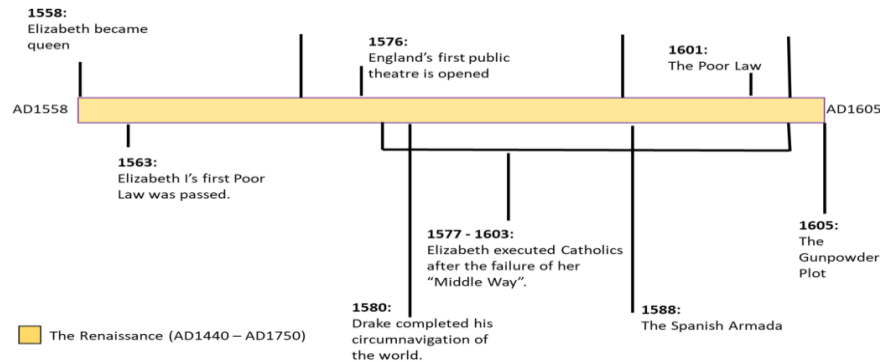 1558:
Elizabeth became
queen
1576:
England's first public
theatre is opened
1601:
The Poor Law
AD1558
AD1605
1563:
Elizabeth I's first Poor
Law was passed.
1577 - 1603:
Elizabeth executed Catholics
after the failure of her
"Middle Way".
1605:
The
Gunpowder
Plot
1580:
Drake completed his
circumnavigation of
the world.
1588:
The Spanish Armada
The Renaissance (AD1440 – AD1750)